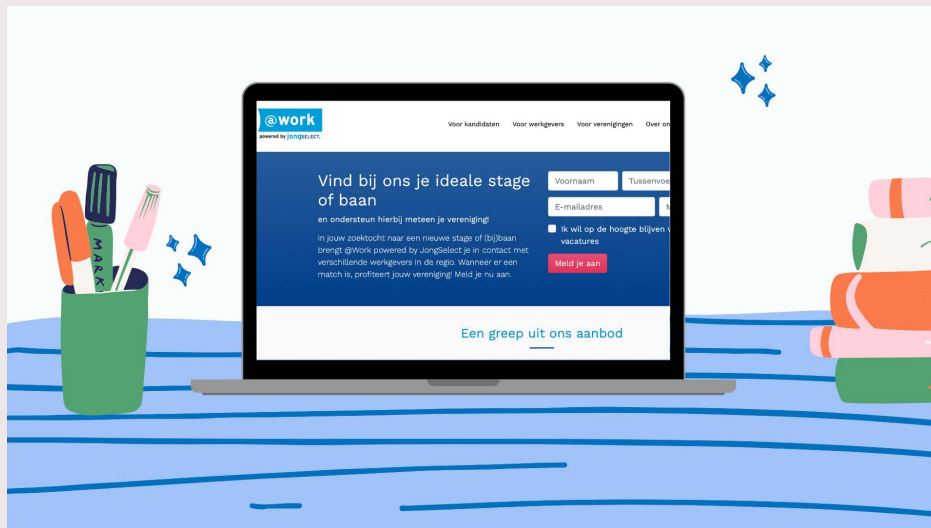 @work
powered by jongSELECT.
Voor kandidaten Voor werkgevers Voor verenigingen Over
Vind bij ons je ideale stage
of baan
en ondersteun hierbij meteen je vereniging!
In jouw zoektocht naar een nieuwe stage of (bij)baan
brengt @Work powered by JongSelect je in contact met
verschillende werkgevers in de regio. Wanneer er een
match is, profiteert jouw vereniging! Meld je nu aan.
Voornaam Tussenvoe
E-mailadres
Ik wil op de hoogte blijven
vacatures
Meld je aan
Een greep uit ons aanbod
MARK